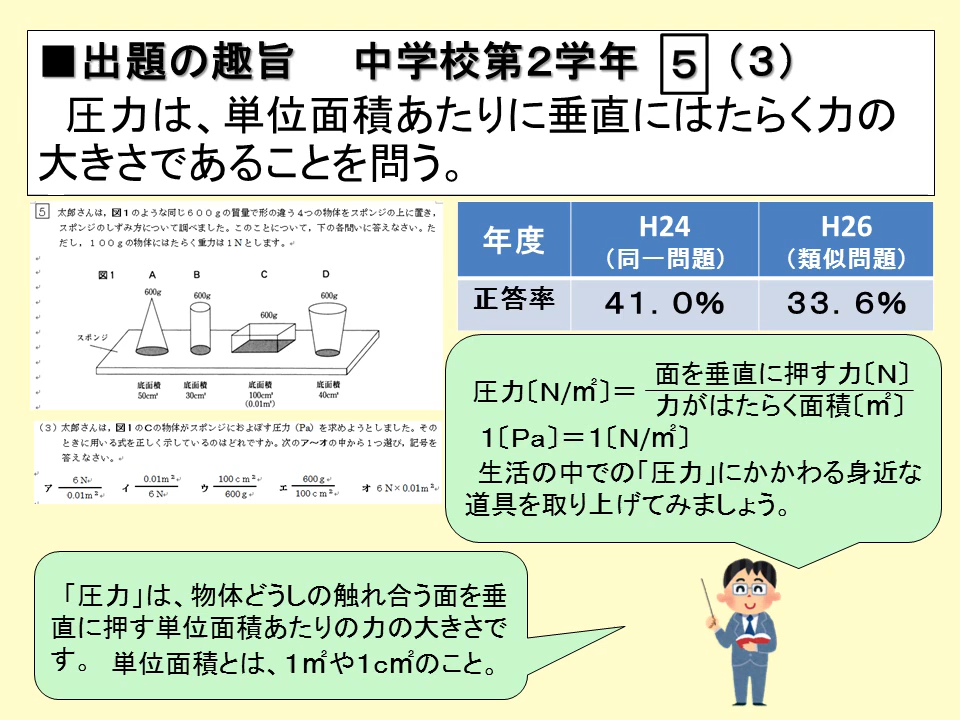 ■出題の趣旨　中学校第２学年 ５ （３）
圧力は、単位面積あたりに垂直にはたらく力の
大きさであることを問う。
５ 太郎さんは，図１のような同じ６００ｇの質量で形の違う４つの物体をスポンジの上に置き，
スポンジのしずみ方について調べました。このことについて，下の各問いに答えなさい。た
だし，１００ｇの物体にはたらく重力は１Ｎとします。
図1 A B C D
600g 600g 600g 600g
スポンジ
底面積 底面積 底面積 底面積
50cm² 30cm² 100cm² 40cm²
(0.01m²)
（３）太郎さんは，図１のＣの物体がスポンジにおよぼす圧力（Pa）を求めようとしました。その
ときに用いる式を正しく示しているのはどれですか。次のア～オの中から１つ選び，記号を
答えなさい。
ア 6N/0.01m² イ 0.01m²/6N ウ 100cm²/600g エ 600g/100cm² オ 6N×0.01m²
年度 H24 H26
（同一問題） （類似問題）
正答率 ４１．０％ ３３．６％
圧力〔N/㎡〕＝ 面を垂直に押す力〔N〕
力がはたらく面積〔㎡〕
１〔Pa〕＝１〔N/㎡〕
生活の中での「圧力」にかかわる身近な
道具を取り上げてみましょう。
「圧力」は、物体どうしの触れ合う面を垂
直に押す単位面積あたりの力の大きさで
す。 単位面積とは、１㎡や１c㎡のこと。